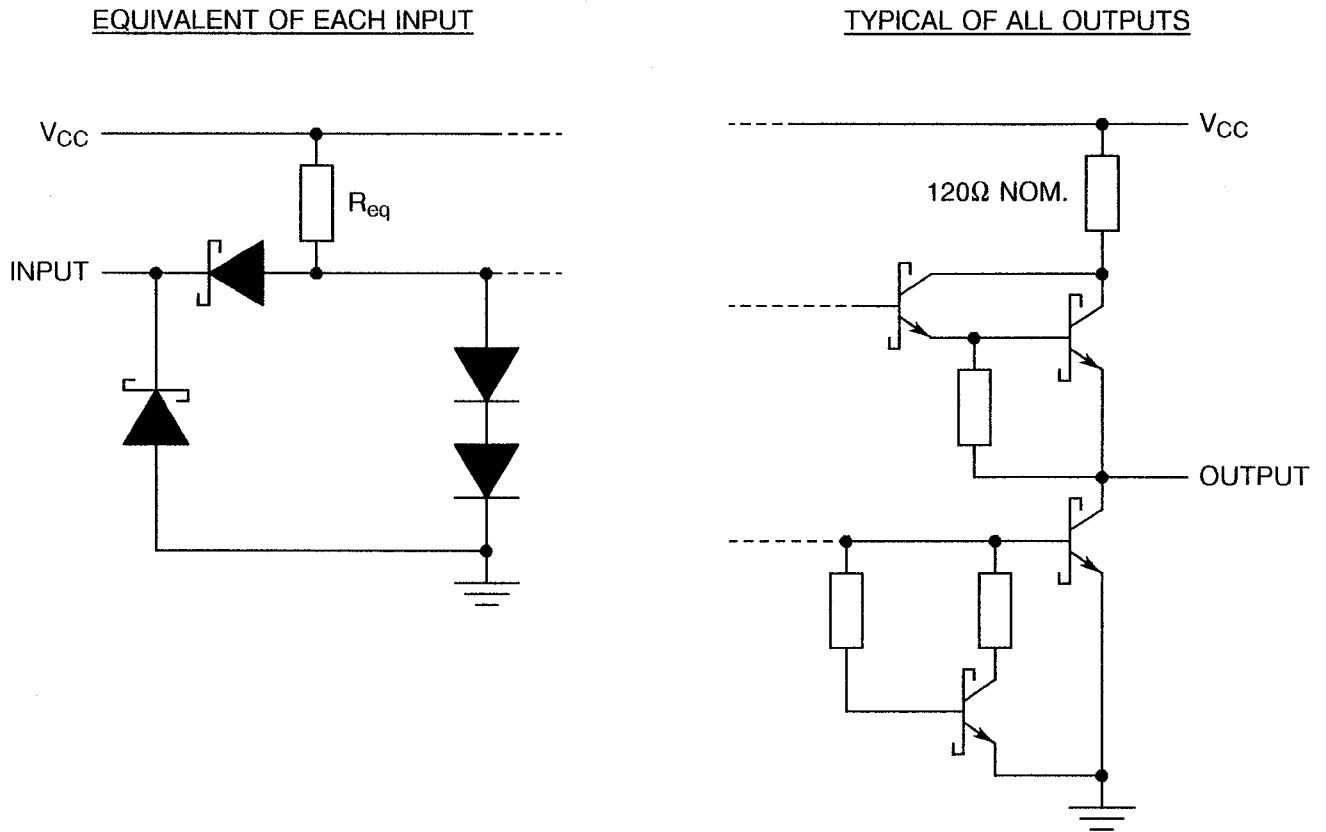 EQUIVALENT OF EACH INPUT
TYPICAL OF ALL OUTPUTS
VCC
Req
INPUT
VCC
120Ω NOM.
OUTPUT